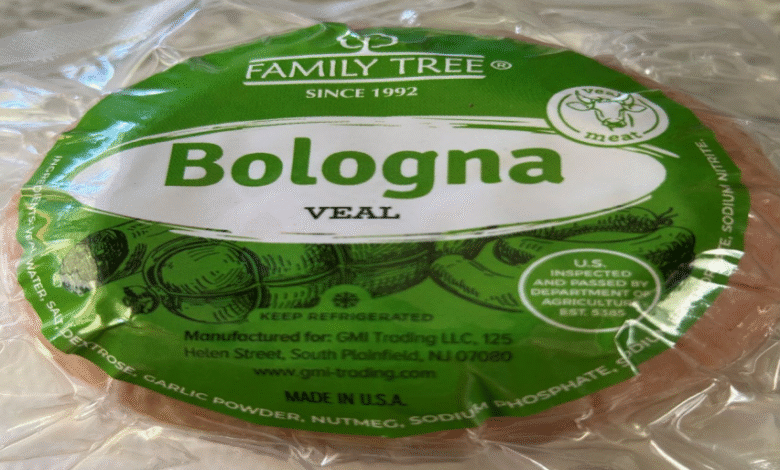 FAMILY TREE®
SINCE 1992
veal
meat
Bologna
VEAL
U.S.
INSPECTED
AND PASSED BY
DEPARTMENT OF
AGRICULTURE
EST. 5385
KEEP REFRIGERATED
Manufactured for: GMI Trading LLC, 125
Helen Street, South Plainfield, NJ 07080
www.gmi-trading.com
MADE IN U.S.A.
WATER, SALT, DEXTROSE, GARLIC POWDER, NUTMEG, SODIUM PHOSPHATE, SODIUM NITRITE.